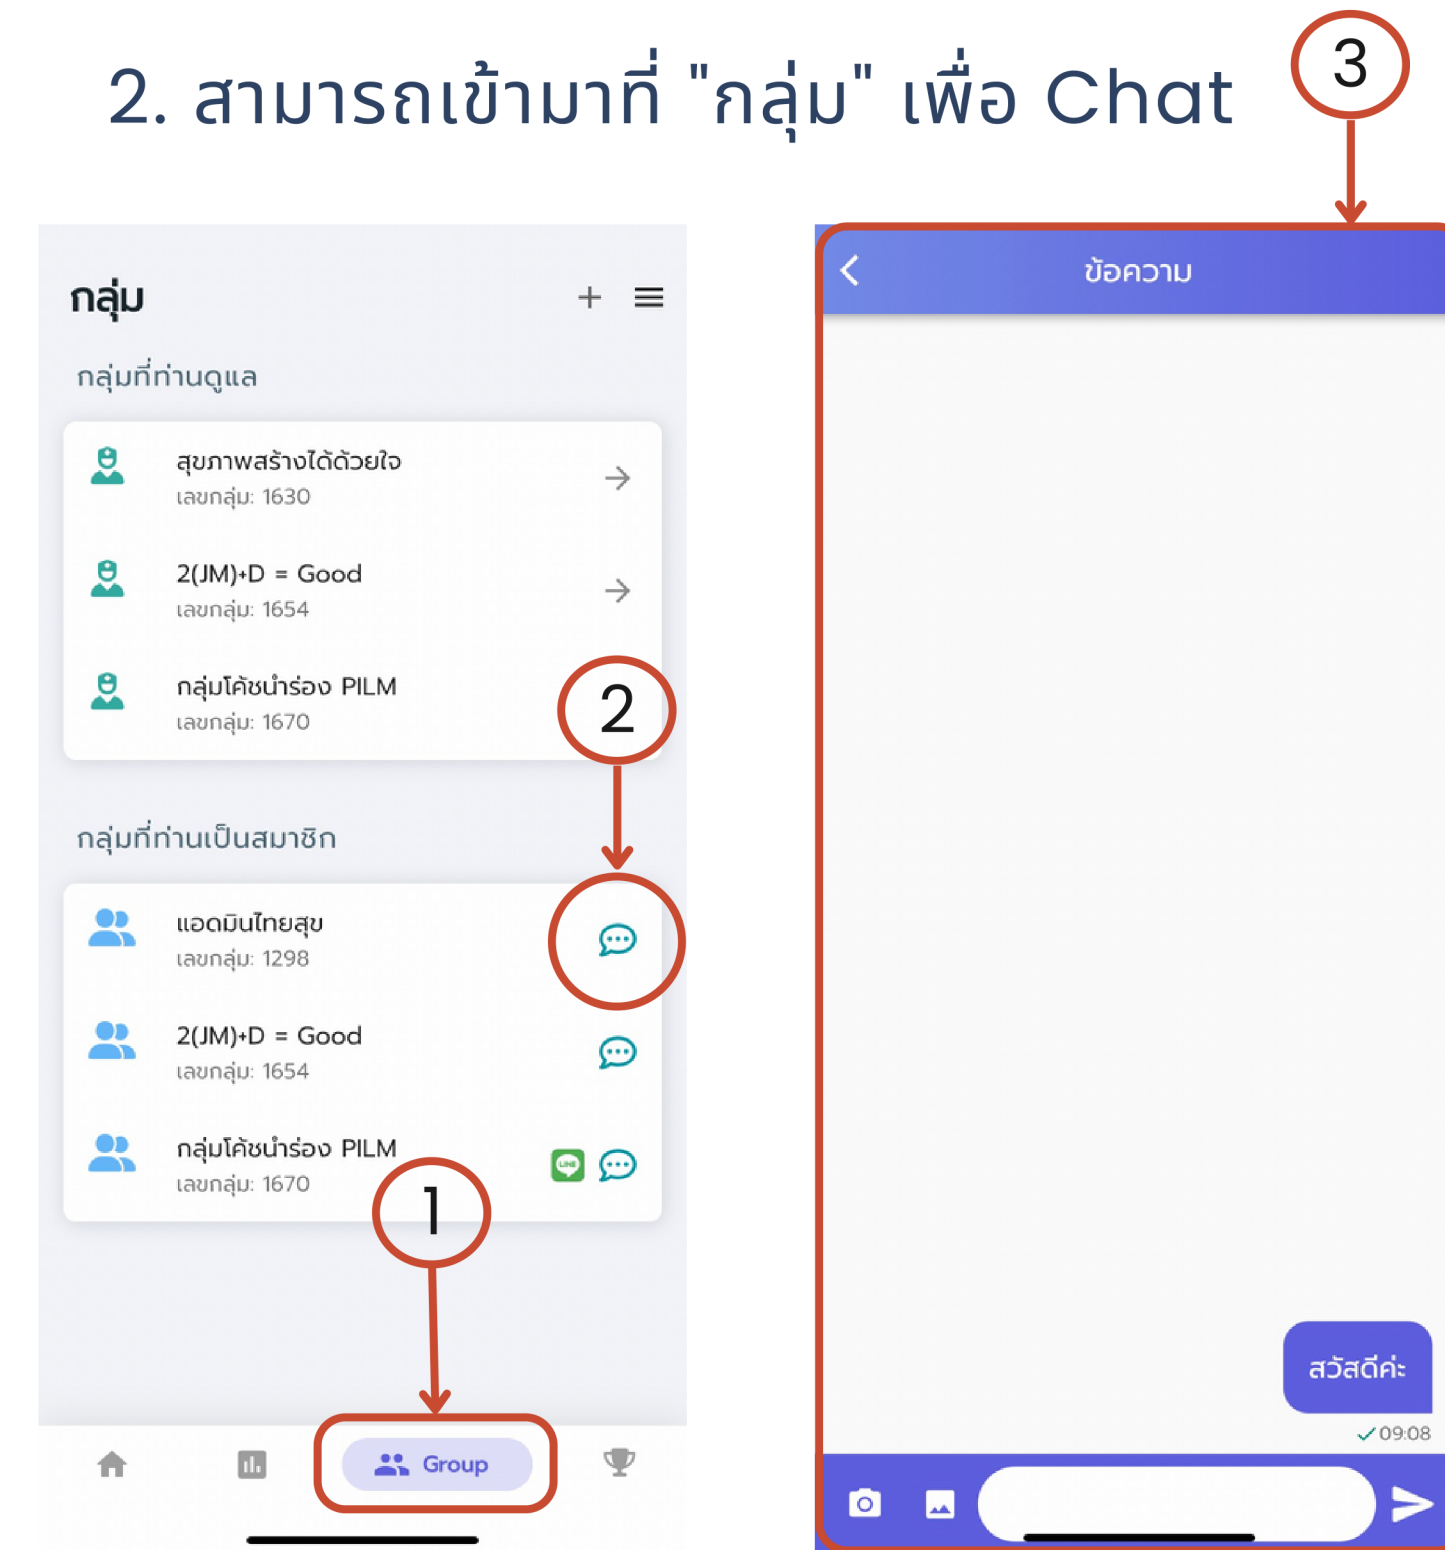 2. สามารถเข้ามาที่ "กลุ่ม" เพื่อ Chat
3
กลุ่ม
กลุ่มที่ท่านดูแล
สุขภาพสร้างได้ด้วยใจ
เลขกลุ่ม: 1630
2(JM)+D = Good
เลขกลุ่ม: 1654
กลุ่มโค้ชนำร่อง PILM
เลขกลุ่ม: 1670
2
กลุ่มที่ท่านเป็นสมาชิก
แอดมินไทยสุข
เลขกลุ่ม: 1298
2(JM)+D = Good
เลขกลุ่ม: 1654
กลุ่มโค้ชนำร่อง PILM
LINE
เลขกลุ่ม: 1670
1
Group
ข้อความ
สวัสดีค่ะ
09:08